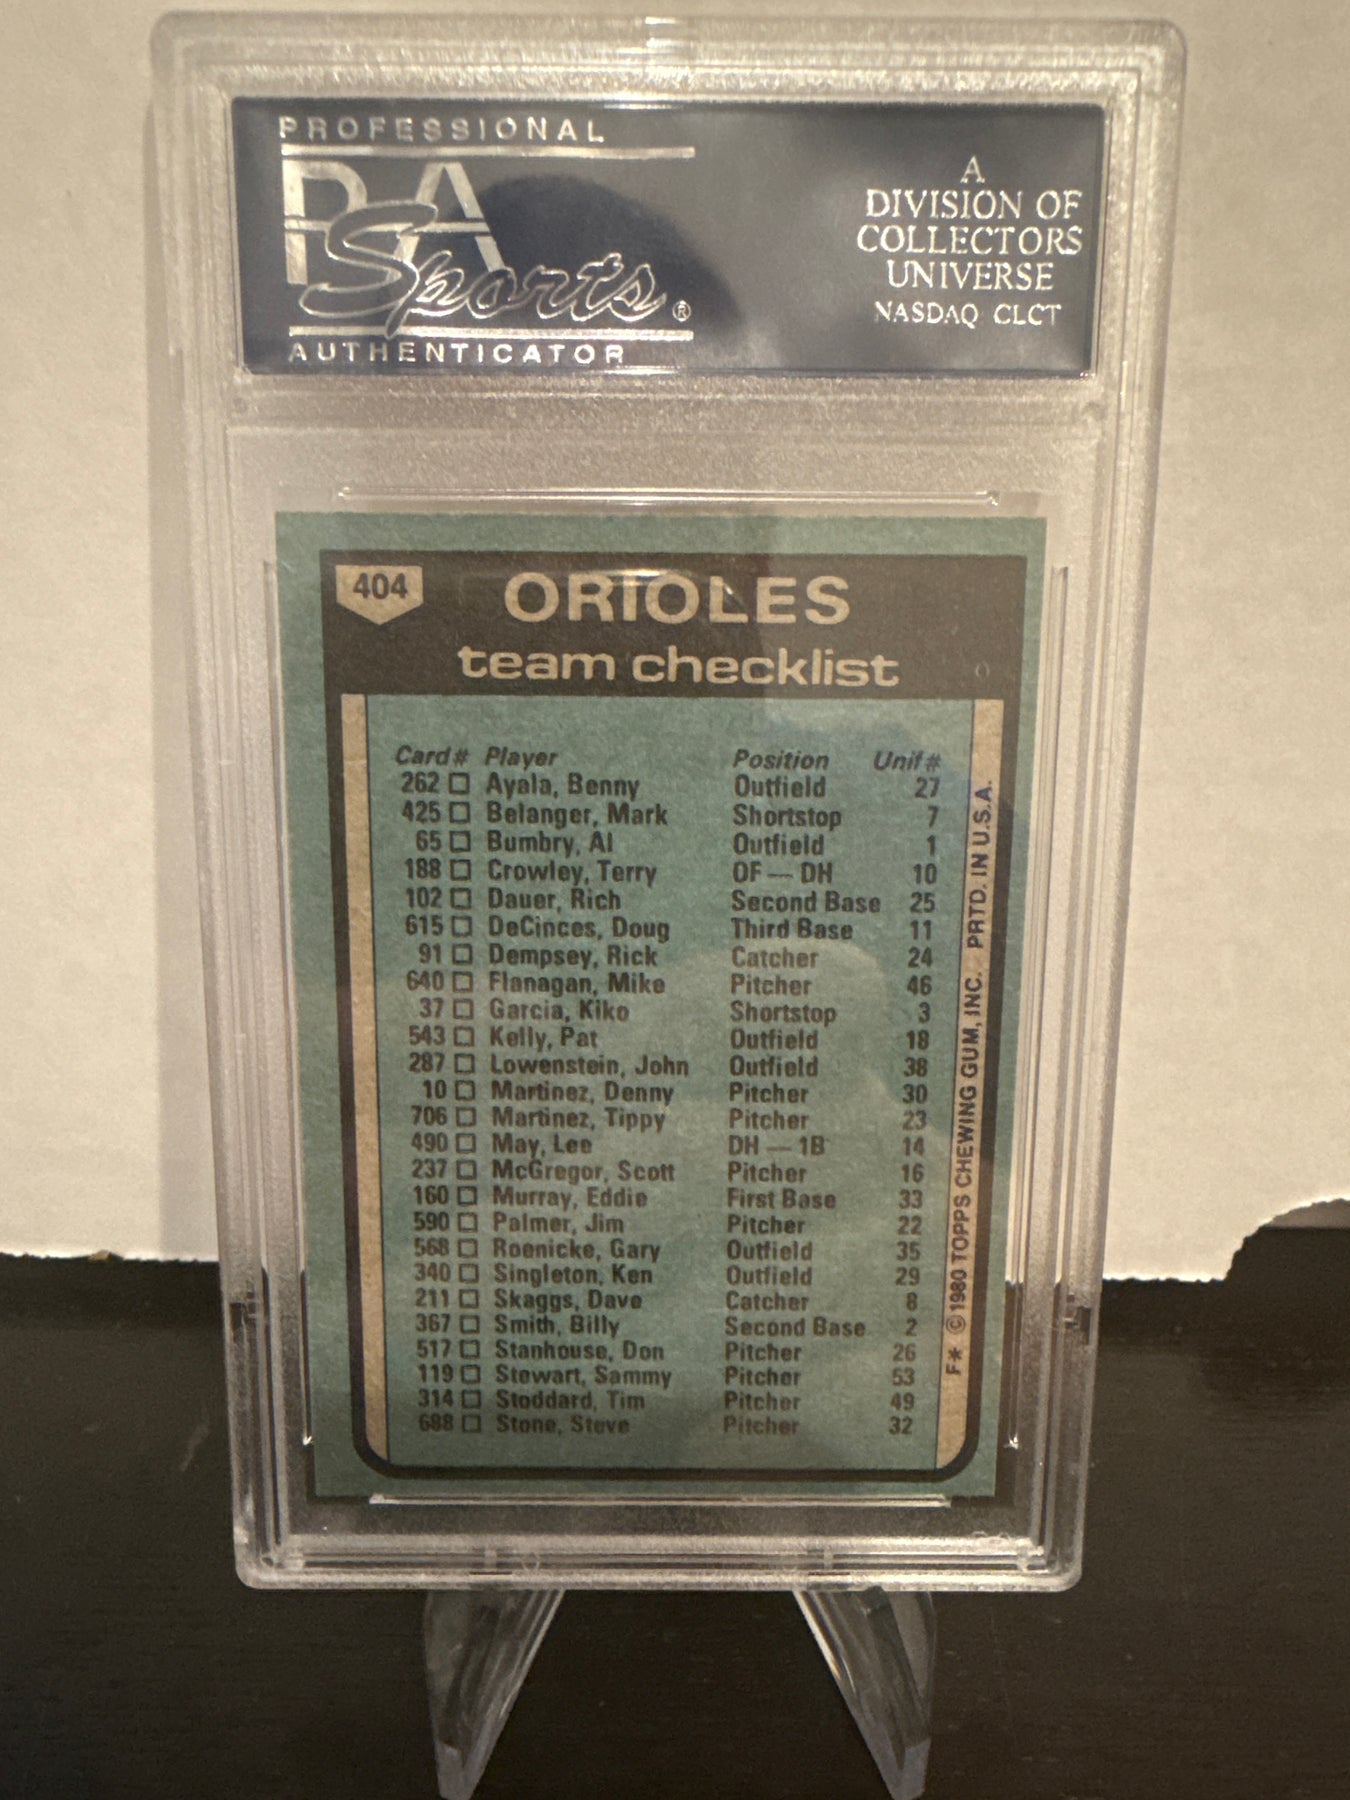 PROFESSIONAL
PSA
Sports®
AUTHENTICATOR
A
DIVISION OF
COLLECTORS
UNIVERSE
NASDAQ CLCT
404
ORIOLES
team checklist
Card# Player Position Unif#
262 □ Ayala, Benny Outfield 27
425 □ Belanger, Mark Shortstop 7
65 □ Bumbry, Al Outfield 1
188 □ Crowley, Terry OF — DH 10
102 □ Dauer, Rich Second Base 25
615 □ DeCinces, Doug Third Base 11
91 □ Dempsey, Rick Catcher 24
640 □ Flanagan, Mike Pitcher 46
37 □ Garcia, Kiko Shortstop 3
543 □ Kelly, Pat Outfield 18
287 □ Lowenstein, John Outfield 38
10 □ Martinez, Denny Pitcher 30
706 □ Martinez, Tippy Pitcher 23
490 □ May, Lee DH — 1B 14
237 □ McGregor, Scott Pitcher 16
160 □ Murray, Eddie First Base 33
590 □ Palmer, Jim Pitcher 22
568 □ Roenicke, Gary Outfield 35
340 □ Singleton, Ken Outfield 29
211 □ Skaggs, Dave Catcher 8
367 □ Smith, Billy Second Base 2
517 □ Stanhouse, Don Pitcher 26
119 □ Stewart, Sammy Pitcher 53
314 □ Stoddard, Tim Pitcher 49
688 □ Stone, Steve Pitcher 32
F* © 1980 TOPPS CHEWING GUM, INC. PRTD. IN U.S.A.